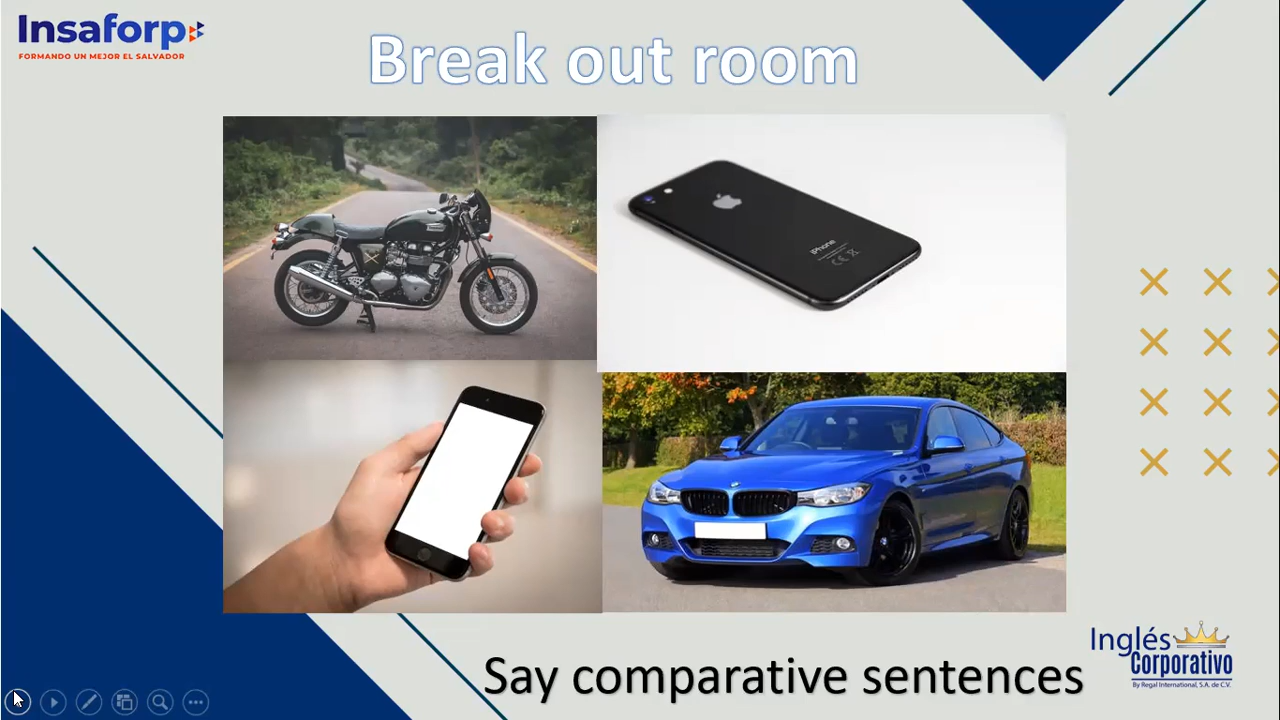 Insaforp
FORMANDO UN MEJOR EL SALVADOR
Break out room
iPhone
Say comparative sentences
Inglés
Corporativo
By Regal International, S.A. de C.V.